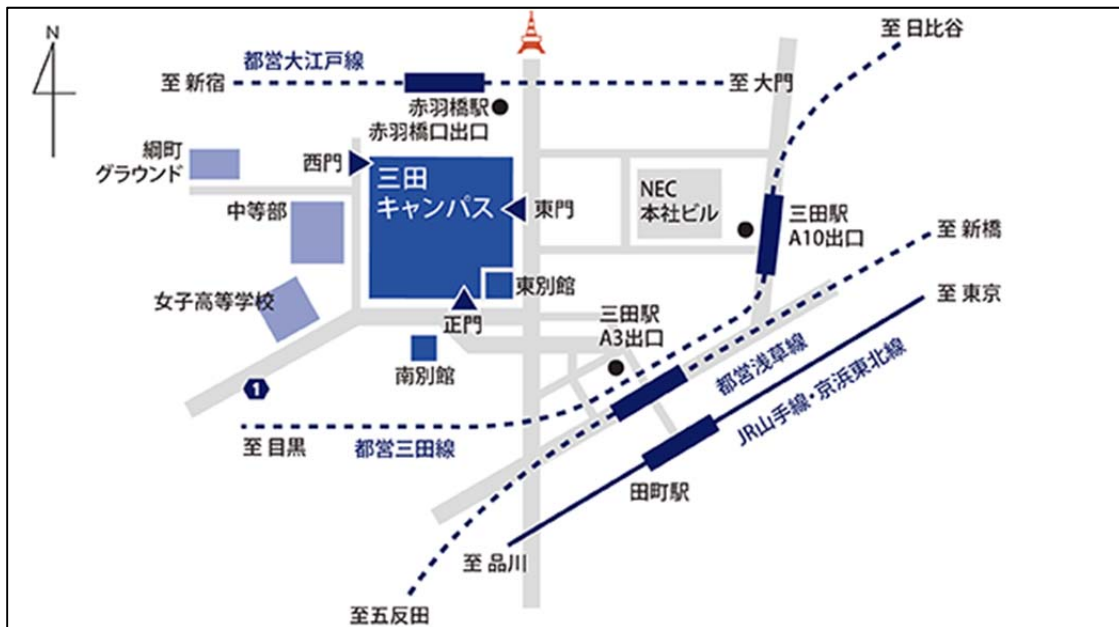 N
至 日比谷
都営大江戸線
至 新宿
至 大門
赤羽橋駅
赤羽橋口出口
綱町
グラウンド
西門
三田
キャンパス
東門
NEC
本社ビル
三田駅
A10出口
至 新橋
中等部
女子高等学校
東別館
正門
三田駅
A3出口
至 東京
南別館
1
都営浅草線
JR山手線・京浜東北線
至 目黒
都営三田線
田町駅
至 品川
至五反田